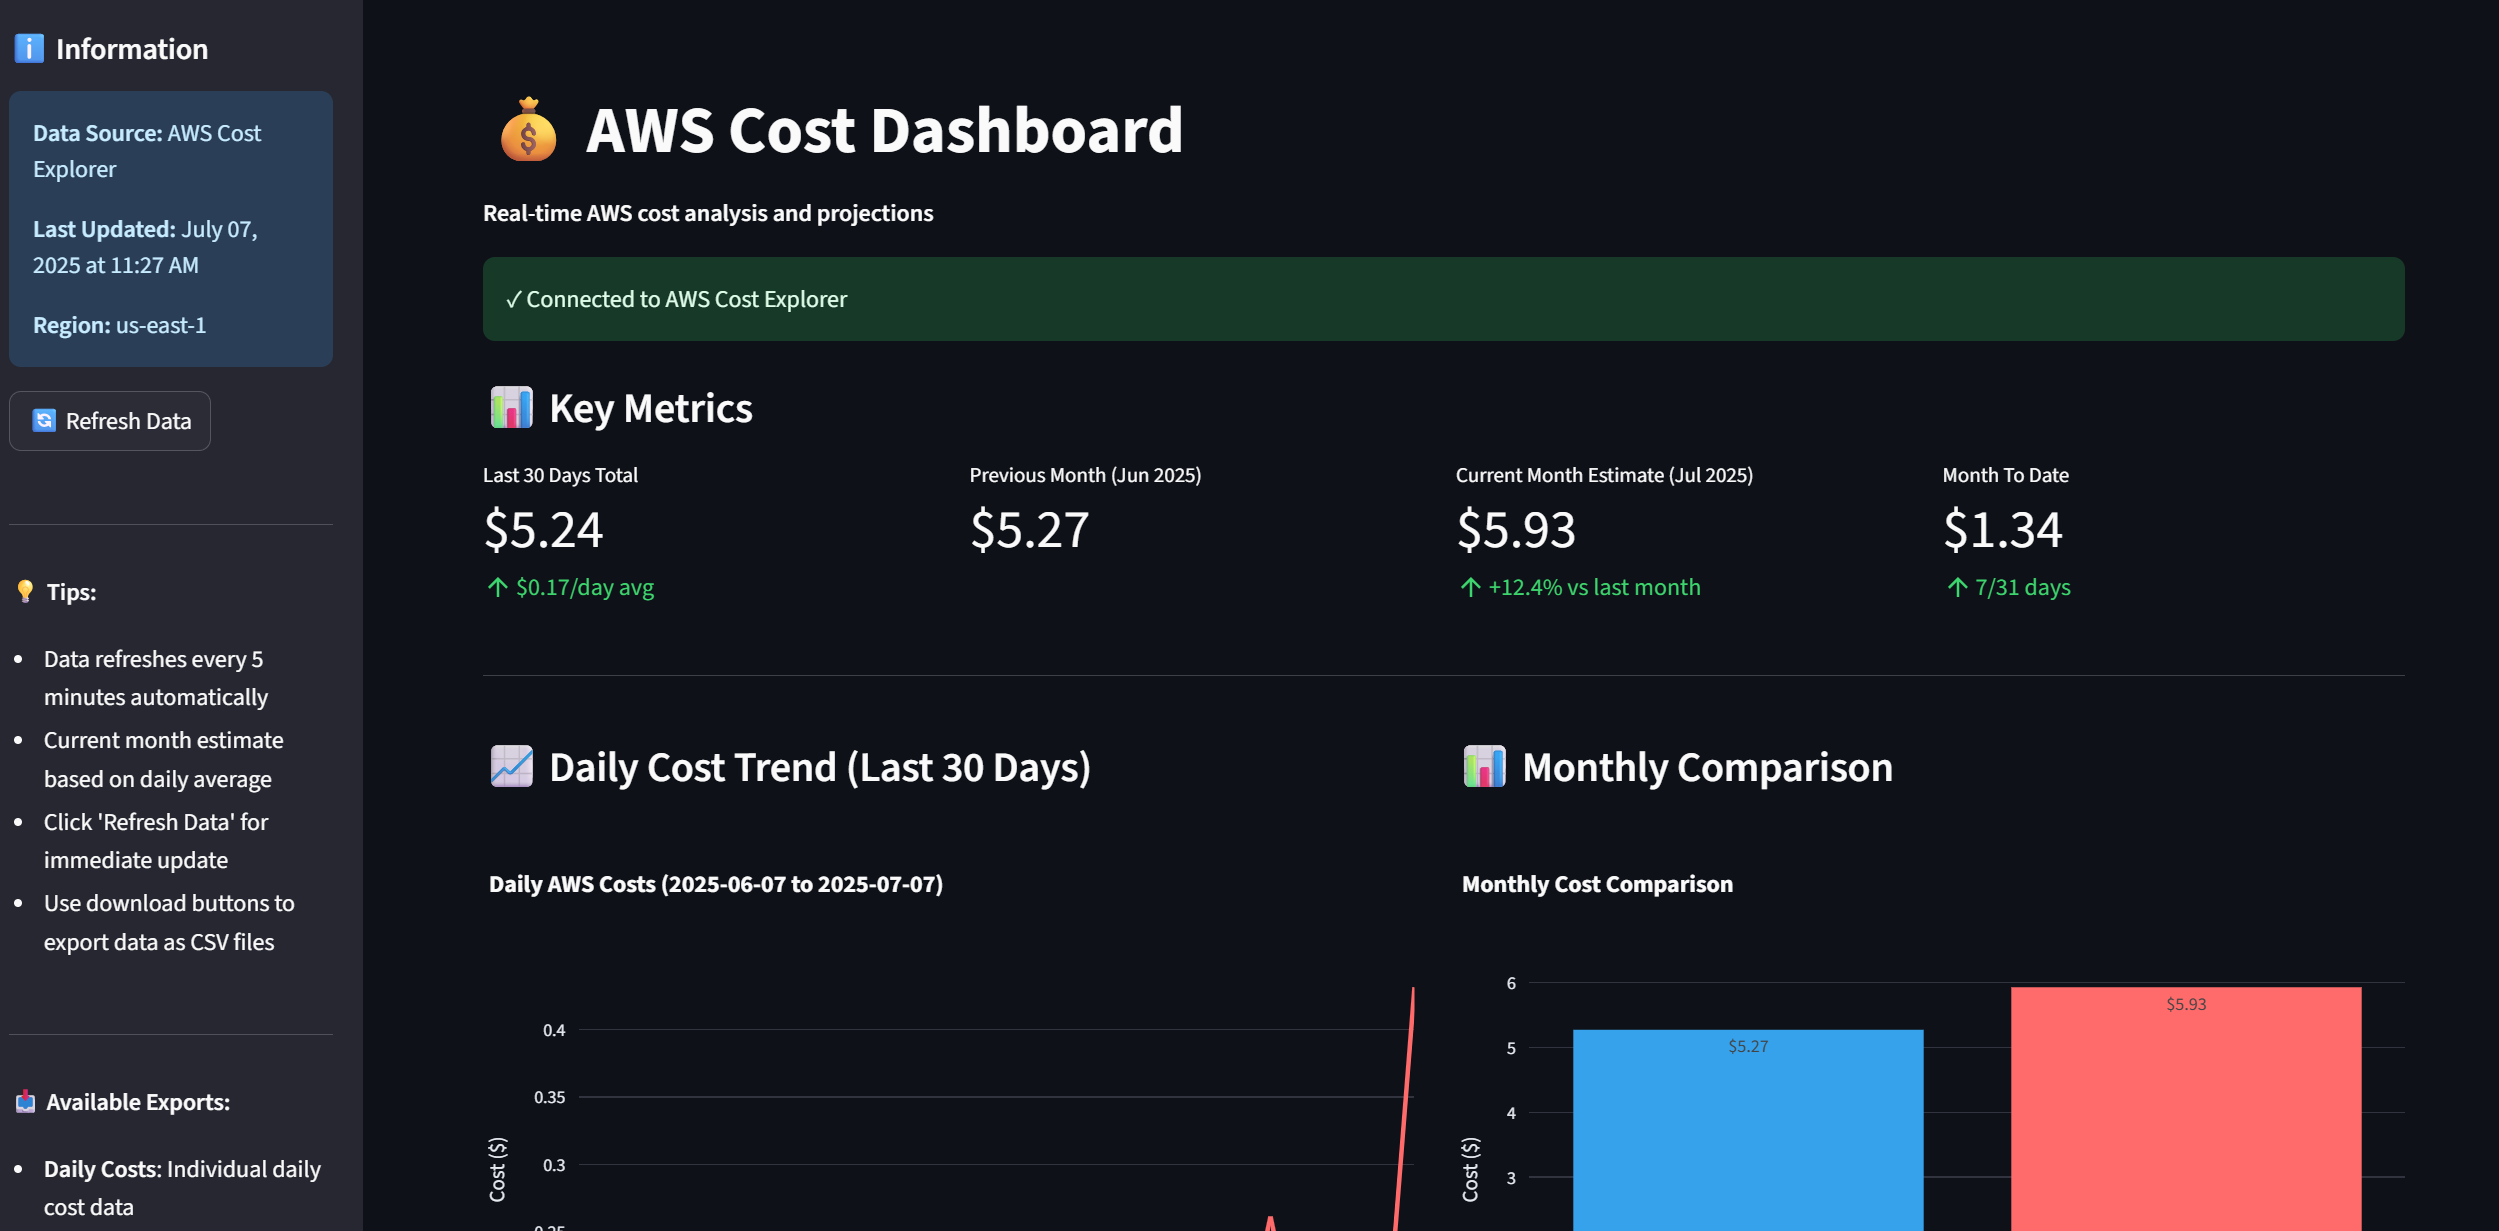 Information
Data Source: AWS Cost
Explorer
Last Updated: July 07,
2025 at 11:27 AM
Region: us-east-1
Refresh Data
Tips:
Data refreshes every 5
minutes automatically
Current month estimate
based on daily average
Click 'Refresh Data' for
immediate update
Use download buttons to
export data as CSV files
Available Exports:
Daily Costs: Individual daily
cost data
AWS Cost Dashboard
Real-time AWS cost analysis and projections
✓ Connected to AWS Cost Explorer
Key Metrics
Last 30 Days Total
$5.24
↑ $0.17/day avg
Previous Month (Jun 2025)
$5.27
Current Month Estimate (Jul 2025)
$5.93
↑ +12.4% vs last month
Month To Date
$1.34
↑ 7/31 days
Daily Cost Trend (Last 30 Days)
Daily AWS Costs (2025-06-07 to 2025-07-07)
0.4
0.35
0.3
Cost ($)
Monthly Comparison
Monthly Cost Comparison
6
5
4
3
Cost ($)
$5.27
$5.93